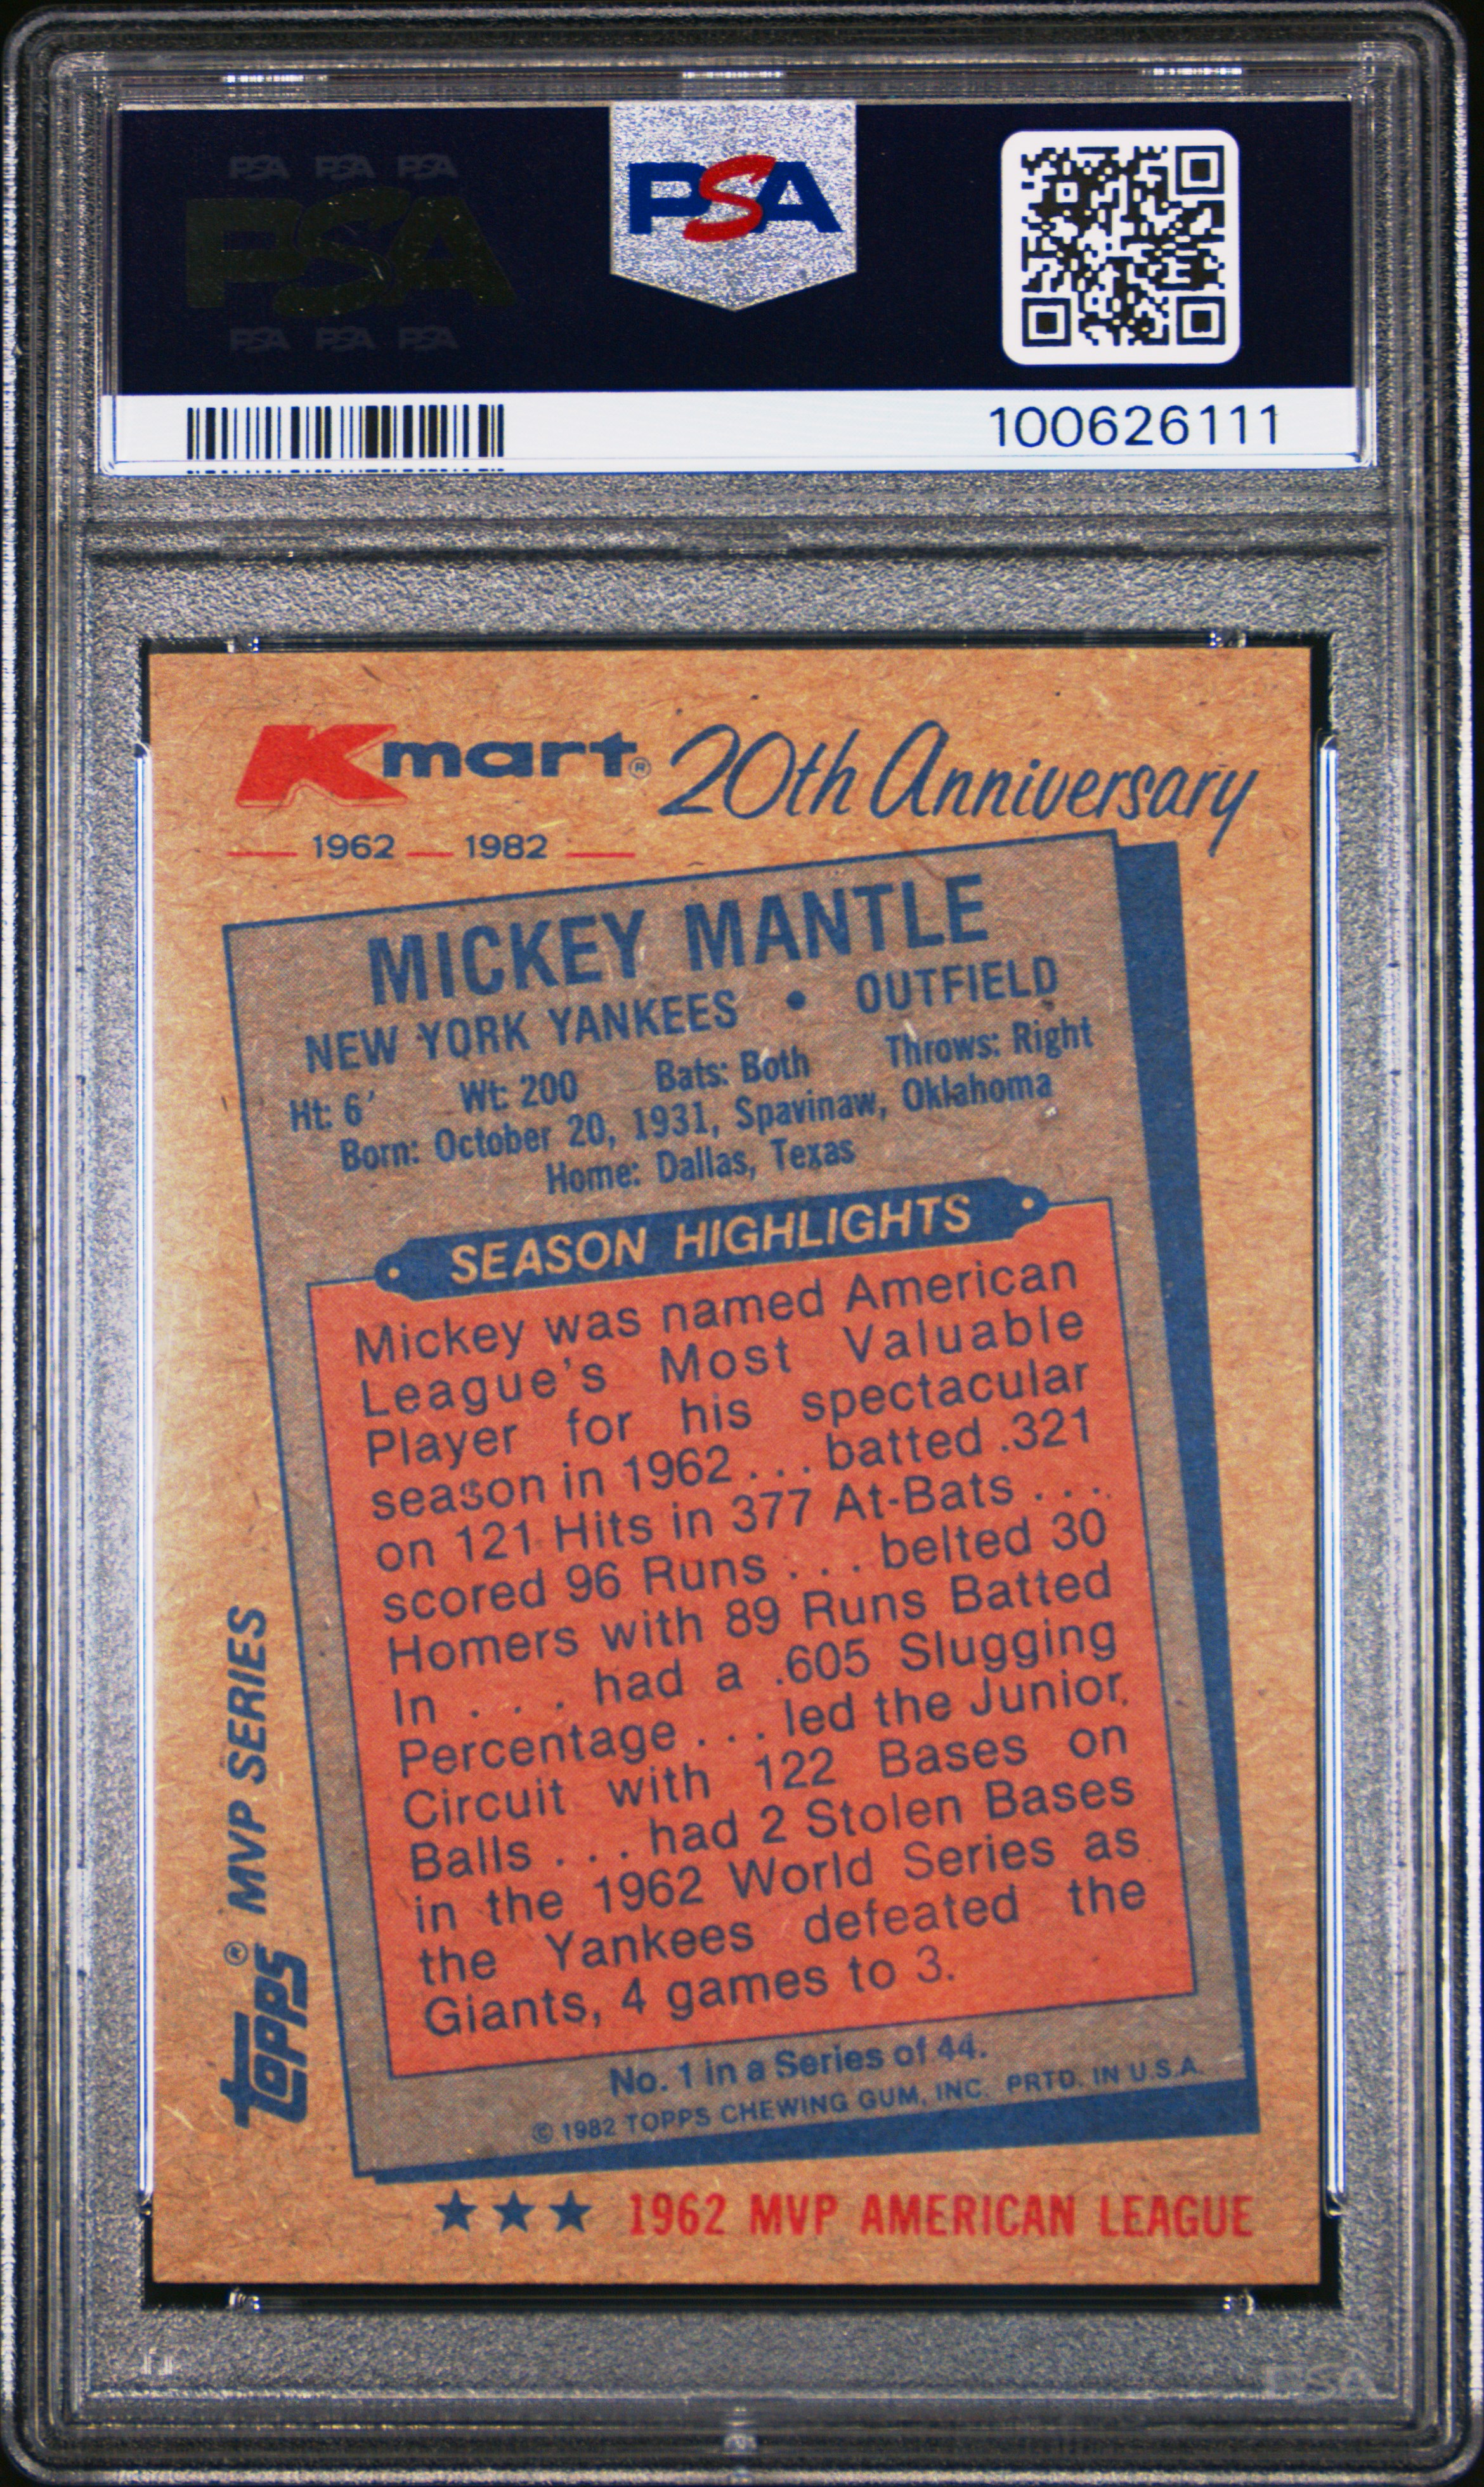 PSA PSA PSA
PSA
PSA PSA PSA
PSA
100626111
Kmart® 20th Anniversary
1962 — 1982
MICKEY MANTLE
NEW YORK YANKEES • OUTFIELD
Ht: 6' Wt: 200 Bats: Both Throws: Right
Born: October 20, 1931, Spavinaw, Oklahoma
Home: Dallas, Texas
SEASON HIGHLIGHTS
Mickey was named American
League's Most Valuable
Player for his spectacular
season in 1962 . . . batted .321
on 121 Hits in 377 At-Bats . . .
scored 96 Runs . . . belted 30
Homers with 89 Runs Batted
In . . . had a .605 Slugging
Percentage . . . led the Junior
Circuit with 122 Bases on
Balls . . . had 2 Stolen Bases
in the 1962 World Series as
the Yankees defeated the
Giants, 4 games to 3.
No. 1 in a Series of 44.
© 1982 TOPPS CHEWING GUM, INC. PRTD. IN U.S.A.
Topps® MVP SERIES
★★★ 1962 MVP AMERICAN LEAGUE
PSA